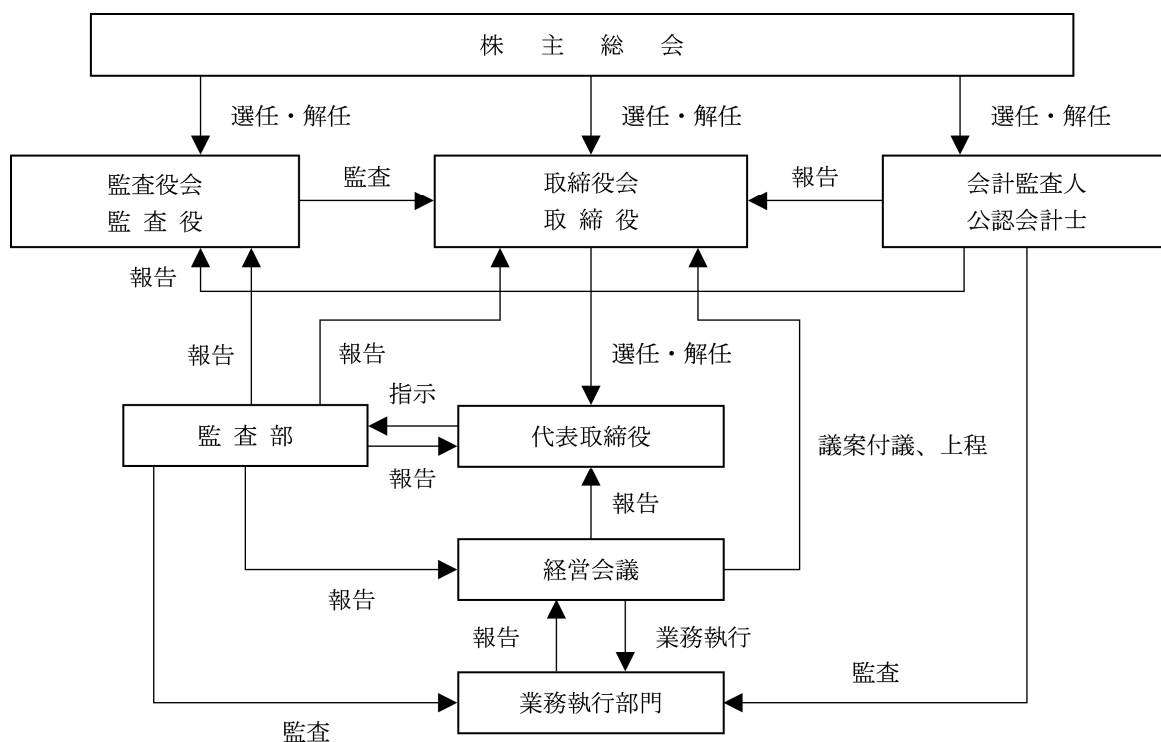 株主総会
選任・解任
選任・解任
選任・解任
監査役会
監査役
監査
取締役会
取締役
報告
会計監査人
公認会計士
報告
報告
報告
選任・解任
指示
監査部
代表取締役
議案付議、上程
報告
報告
経営会議
報告
報告
業務執行
監査
業務執行部門
監査